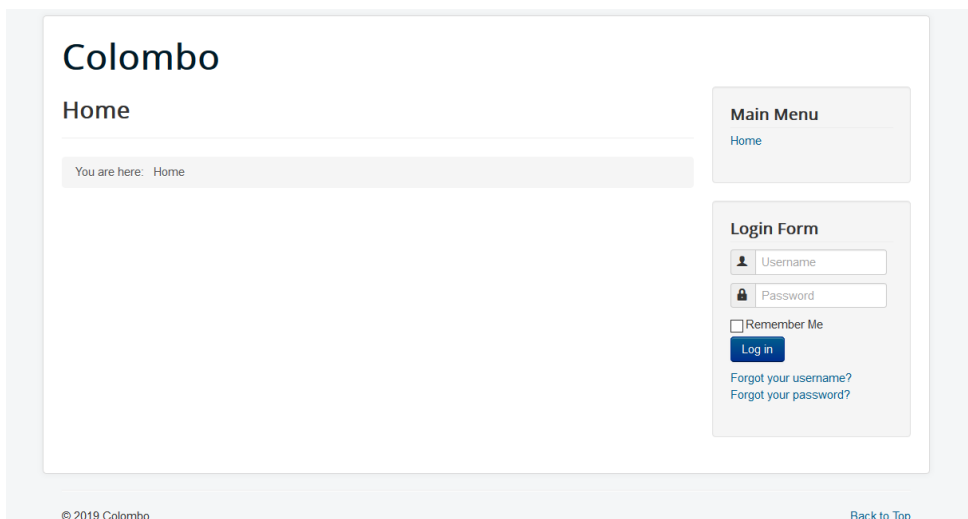 Colombo
Home
You are here: Home
Main Menu
Home
Login Form
Username
Password
Remember Me
Log in
Forgot your username?
Forgot your password?
© 2019 Colombo
Back to Top